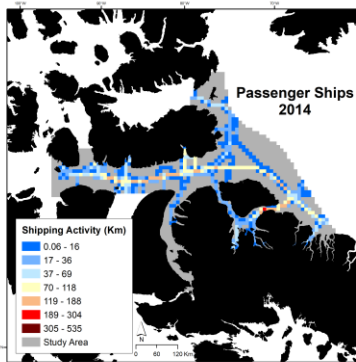 Passenger Ships
2014
Shipping Activity (Km)
0.06 - 16
17 - 36
37 - 69
70 - 118
119 - 188
189 - 304
305 - 535
Study Area
N
0 60 120 Km